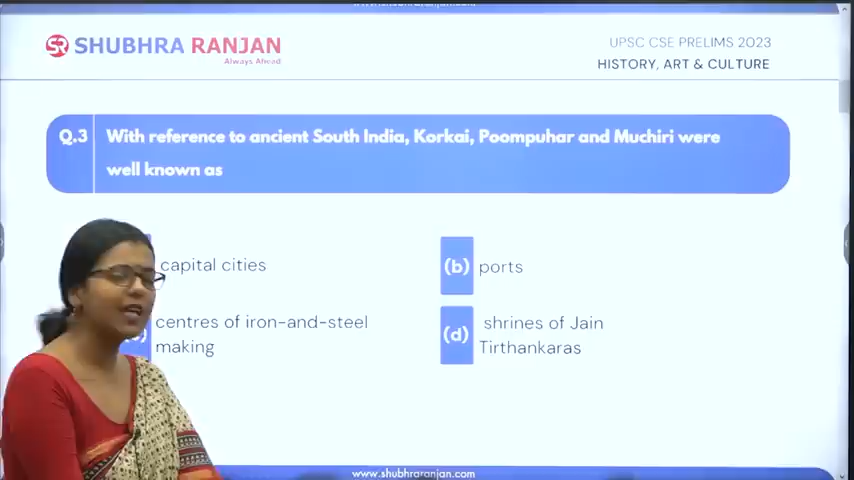 SR SHUBHRA RANJAN
Always Ahead
UPSC CSE PRELIMS 2023
HISTORY, ART & CULTURE
Q.3 With reference to ancient South India, Korkai, Poompuhar and Muchiri were
well known as
capital cities
(b) ports
centres of iron-and-steel
making
(d) shrines of Jain
Tirthankaras
www.shubhraranjan.com